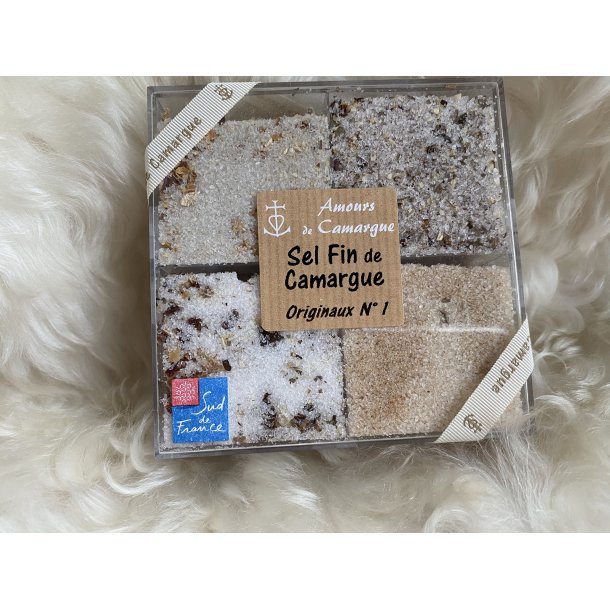 Camargue
Amours
de Camargue
Sel Fin de
Camargue
Originaux N° 1
Sud
de
France
Camargue